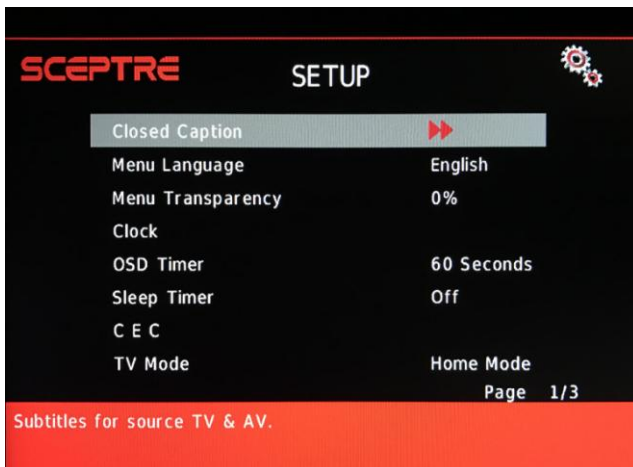 SCEPTRE
SETUP
Closed Caption
Menu Language English
Menu Transparency 0%
Clock
OSD Timer 60 Seconds
Sleep Timer Off
C E C
TV Mode Home Mode
Page 1/3
Subtitles for source TV & AV.